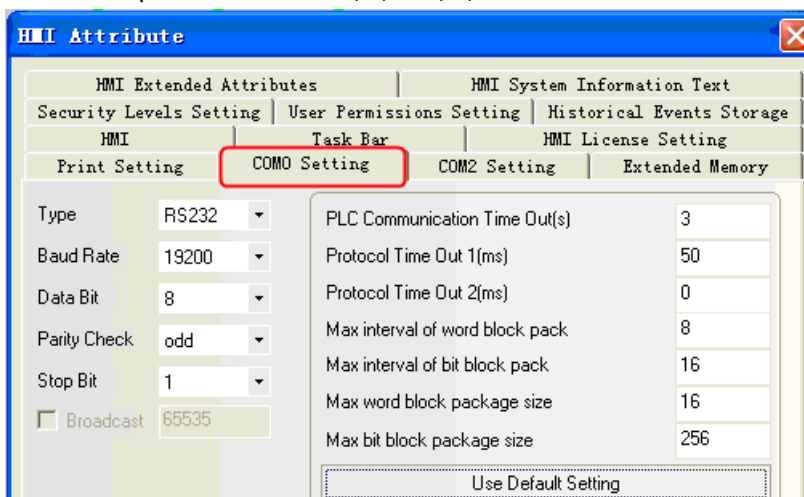 HMI Attribute
HMI Extended Attributes HMI System Information Text
Security Levels Setting User Permissions Setting Historical Events Storage
HMI Task Bar HMI License Setting
Print Setting COM0 Setting COM2 Setting Extended Memory
Type RS232 PLC Communication Time Out(s) 3
Baud Rate 19200 Protocol Time Out 1(ms) 50
Data Bit 8 Protocol Time Out 2(ms) 0
Parity Check odd Max interval of word block pack 8
Stop Bit 1 Max interval of bit block pack 16
Broadcast 65535 Max word block package size 16
Max bit block package size 256
Use Default Setting